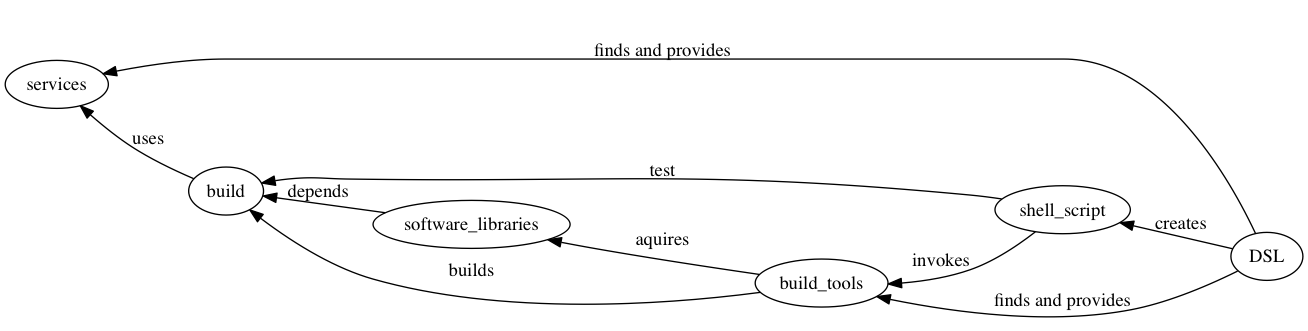 finds and provides
services
uses
test
build
depends
software_libraries
shell_script
creates
aquires
DSL
invokes
builds
build_tools
finds and provides